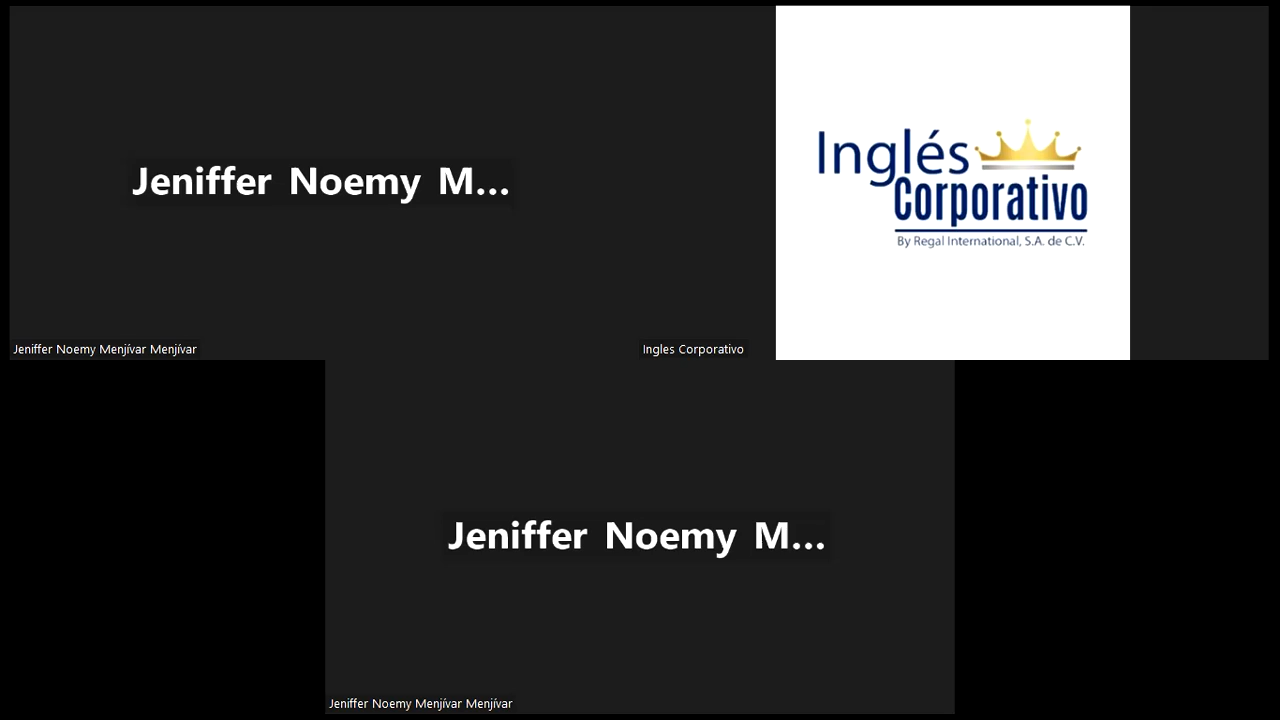 Jeniffer Noemy M...
Inglés
Corporativo
By Regal International, S.A. de C.V.
Jeniffer Noemy Menjívar Menjívar
Ingles Corporativo
Jeniffer Noemy M...
Jeniffer Noemy Menjívar Menjívar